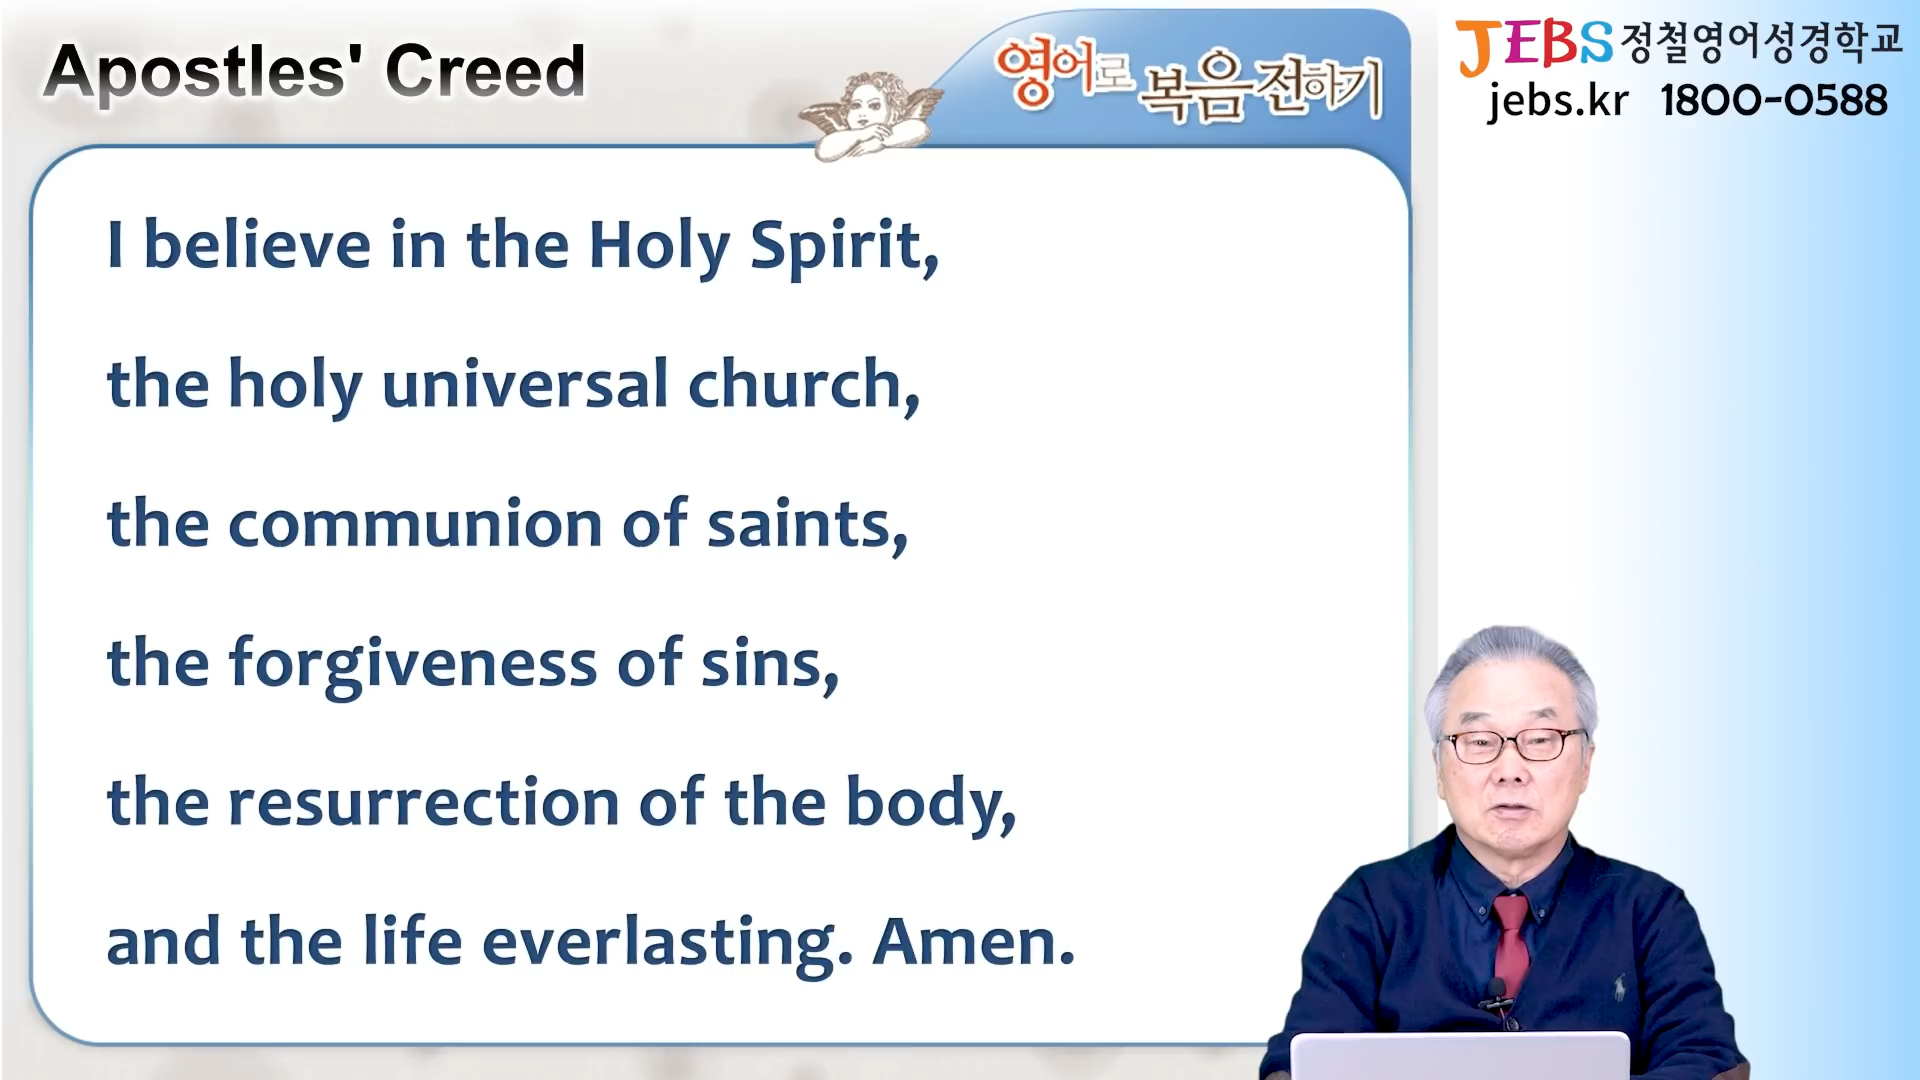 Apostles' Creed
영어로 복음전하기
JEBS 정철영어성경학교
jebs.kr 1800-0588
I believe in the Holy Spirit,
the holy universal church,
the communion of saints,
the forgiveness of sins,
the resurrection of the body,
and the life everlasting. Amen.